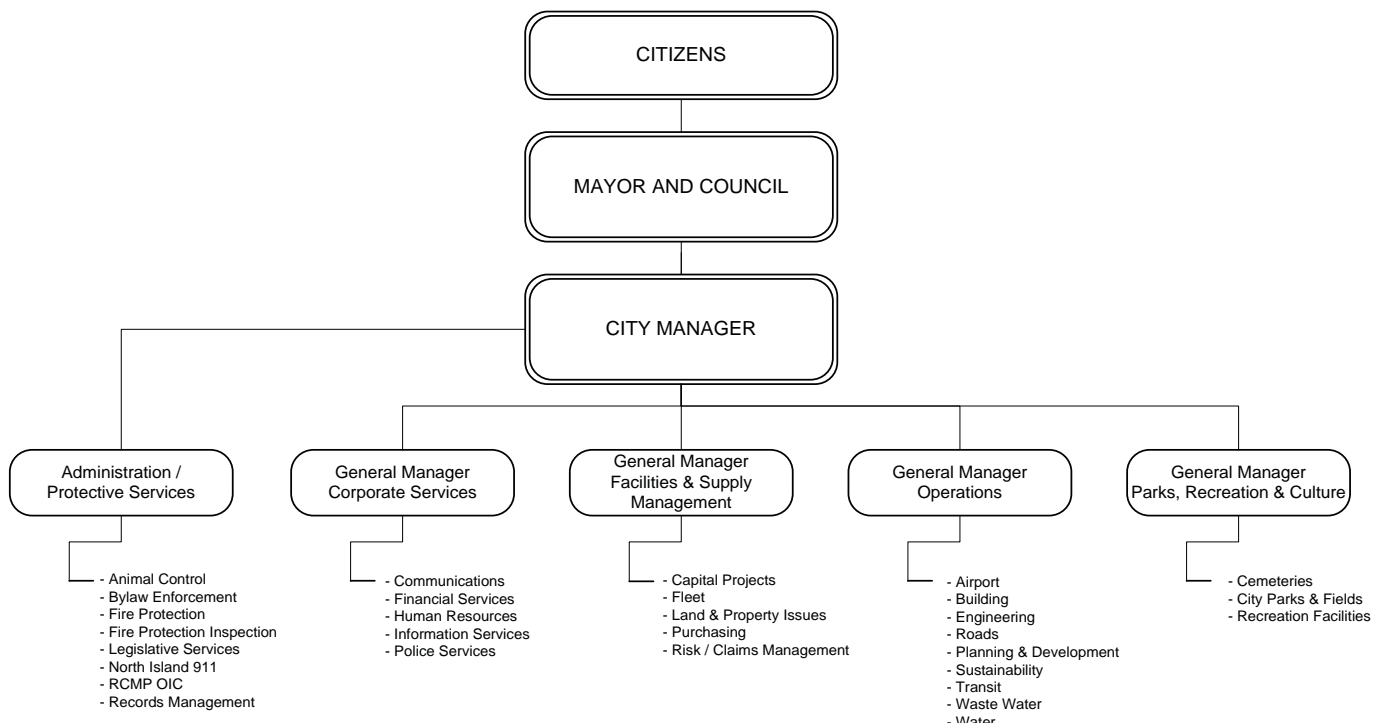 CITIZENS
MAYOR AND COUNCIL
CITY MANAGER
Administration /
Protective Services
General Manager
Corporate Services
General Manager
Facilities & Supply
Management
General Manager
Operations
General Manager
Parks, Recreation & Culture
- Animal Control
- Bylaw Enforcement
- Fire Protection
- Fire Protection Inspection
- Legislative Services
- North Island 911
- RCMP OIC
- Records Management
- Communications
- Financial Services
- Human Resources
- Information Services
- Police Services
- Capital Projects
- Fleet
- Land & Property Issues
- Purchasing
- Risk / Claims Management
- Airport
- Building
- Engineering
- Roads
- Planning & Development
- Sustainability
- Transit
- Waste Water
- Water
- Cemeteries
- City Parks & Fields
- Recreation Facilities